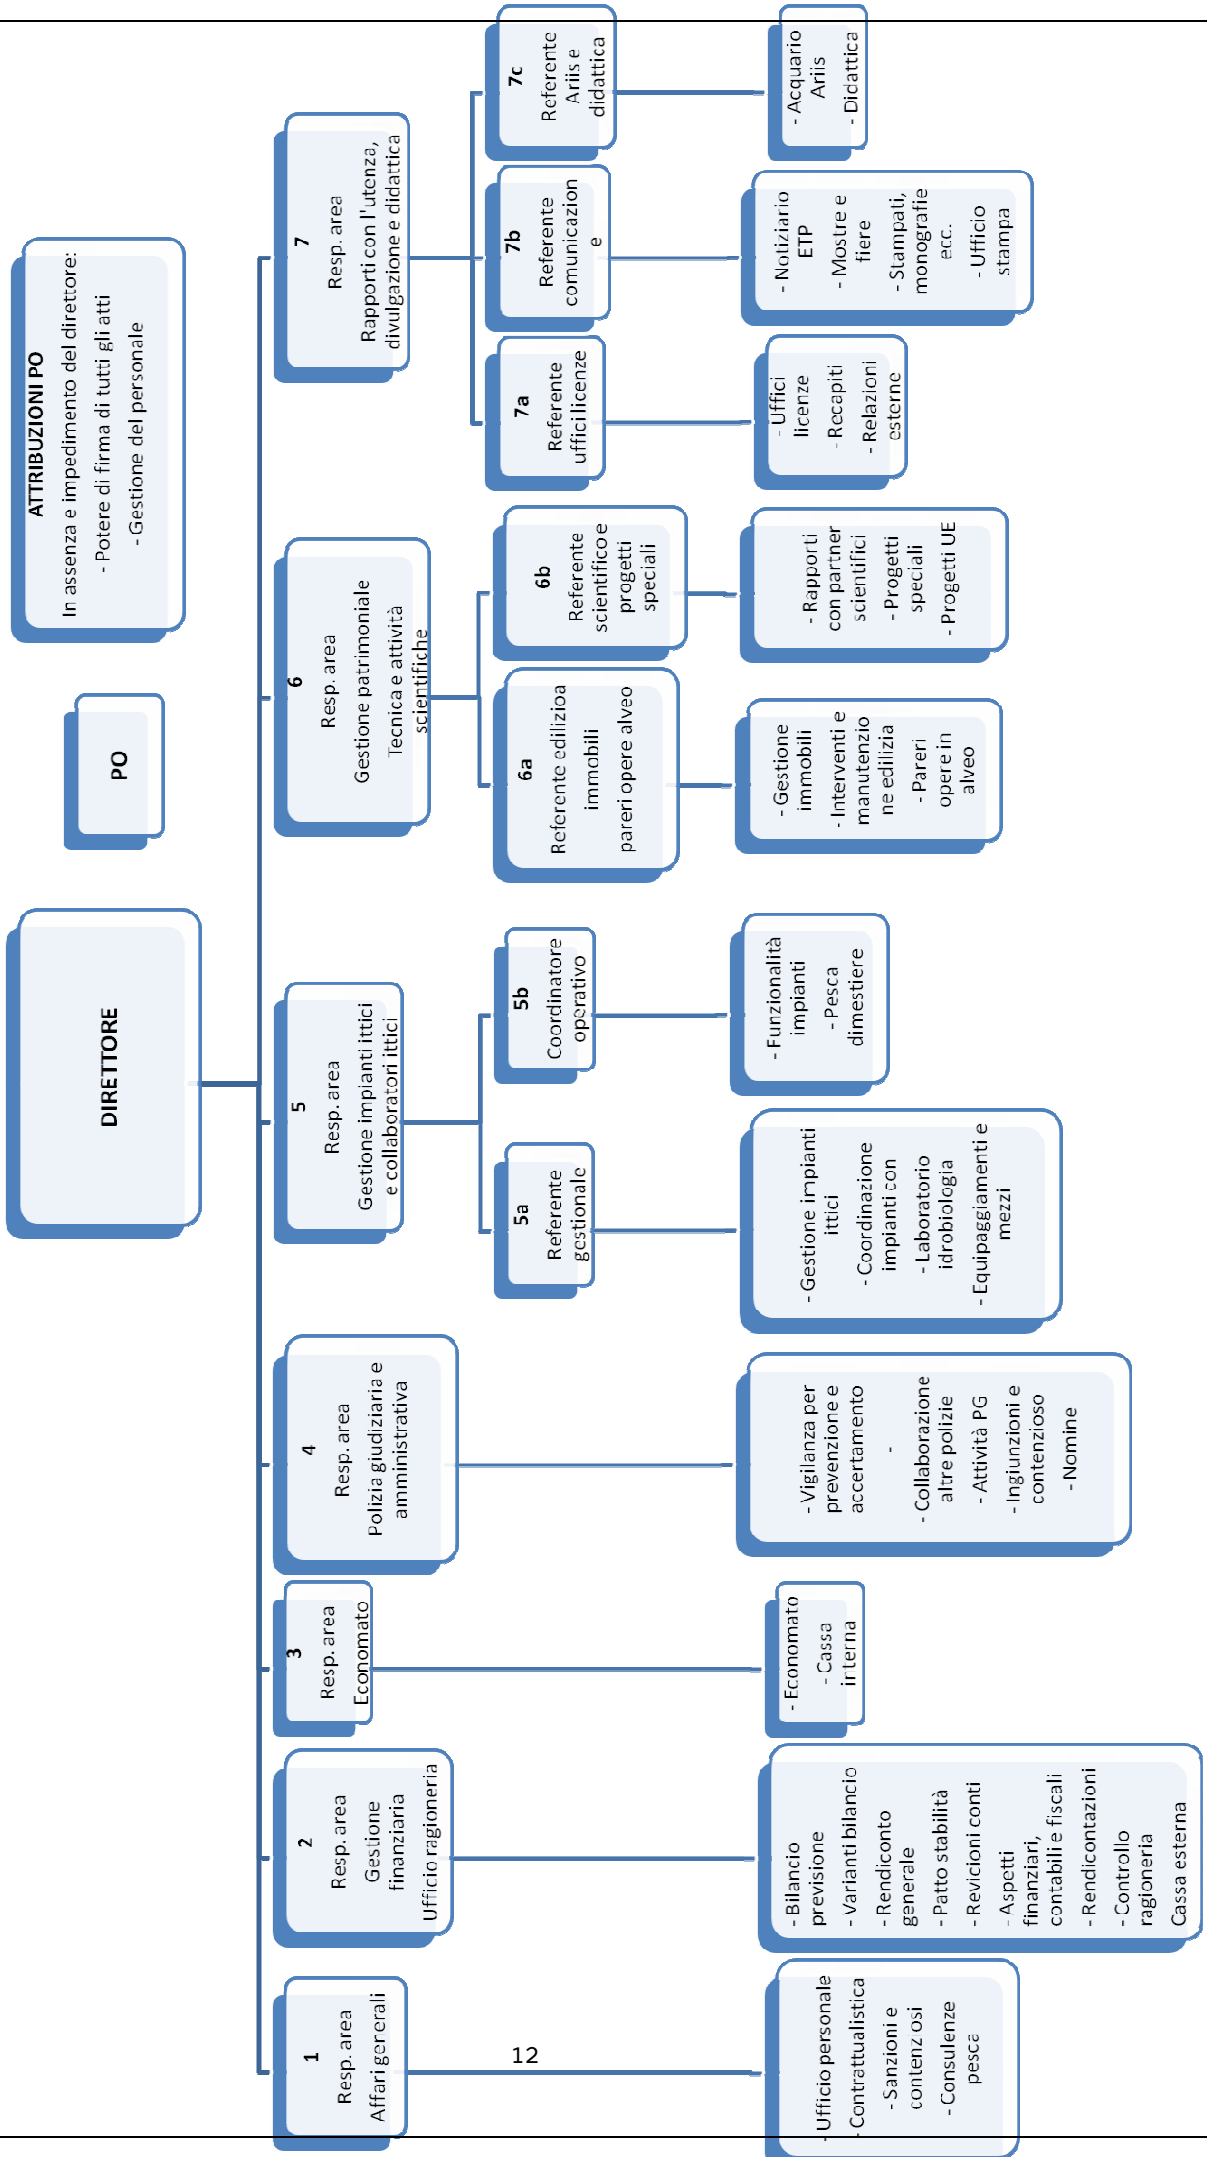 DIRETTORE
PO
ATTRIBUZIONI PO
In assenza e impedimento del direttore:
- Potere di firma di tutti gli atti
- Gestione del personale
1
Resp. area
Affari generali
2
Resp. area
Gestione
finanziaria
Ufficio ragioneria
3
Resp. area
Economato
4
Resp. area
Polizia giudiziaria e
amministrativa
5
Resp. area
Gestione impianti ittici
e collaboratori ittici
6
Resp. area
Gestione patrimoniale
Tecnica e attività
scientifiche
7
Resp. area
Rapporti con l'utenza,
divulgazione e didattica
5a
Referente
gestionale
5b
Coordinatore
operativo
6a
Referente edilizioa
immobili
pareri opere alveo
6b
Referente
scientifico e
progetti
speciali
7a
Referente
uffici licenze
7b
Referente
comunicazion
e
7c
Referente
Ariis e
didattica
- Ufficio personale
- Contrattualistica
- Sanzioni e
contenziosi
- Consulenze
pesca
- Bilancio
previsione
- Varianti bilancio
- Rendiconto
generale
- Patto stabilità
- Revicioni conti
- Aspetti
finanziari,
contabili e fiscali
- Rendicontazioni
- Controllo
ragioneria
Cassa esterna
- Economato
- Cassa
interna
- Vigilanza per
prevenzione e
accertamento
-
- Collaborazione
altre polizie
- Attività PG
- Ingiunzioni e
contenzioso
- Nomine
- Gestione impianti
ittici
- Coordinazione
impianti con
- Laboratorio
idrobiologia
- Equipaggiamenti e
mezzi
- Funzionalità
impianti
- Pesca
dimestiere
- Gestione
immobili
- Interventi e
manutenzio
ne edilizia
- Pareri
opere in
alveo
- Rapporti
con partner
scientifici
- Progetti
speciali
- Progetti UE
- Uffici
licenze
- Recapiti
- Relazioni
esterne
- Notiziario
ETP
- Mostre e
fiere
- Stampati,
monografie
ecc.
- Ufficio
stampa
- Acquario
Ariis
- Didattica
12